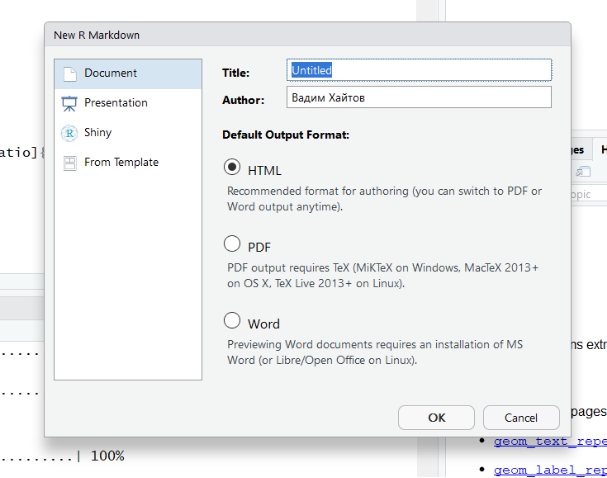 New R Markdown
Document
Presentation
Shiny
From Template
Title: Untitled
Author: Вадим Хайтов
Default Output Format:
HTML
Recommended format for authoring (you can switch to PDF or
Word output anytime).
PDF
PDF output requires TeX (MiKTeX on Windows, MacTeX 2013+
on OS X, TeX Live 2013+ on Linux).
Word
Previewing Word documents requires an installation of MS
Word (or Libre/Open Office on Linux).
OK Cancel
atio]{
ges H
opic
.....
.....
.........| 100%
ns extr
pages
geom_text_repe
geom_label_rep